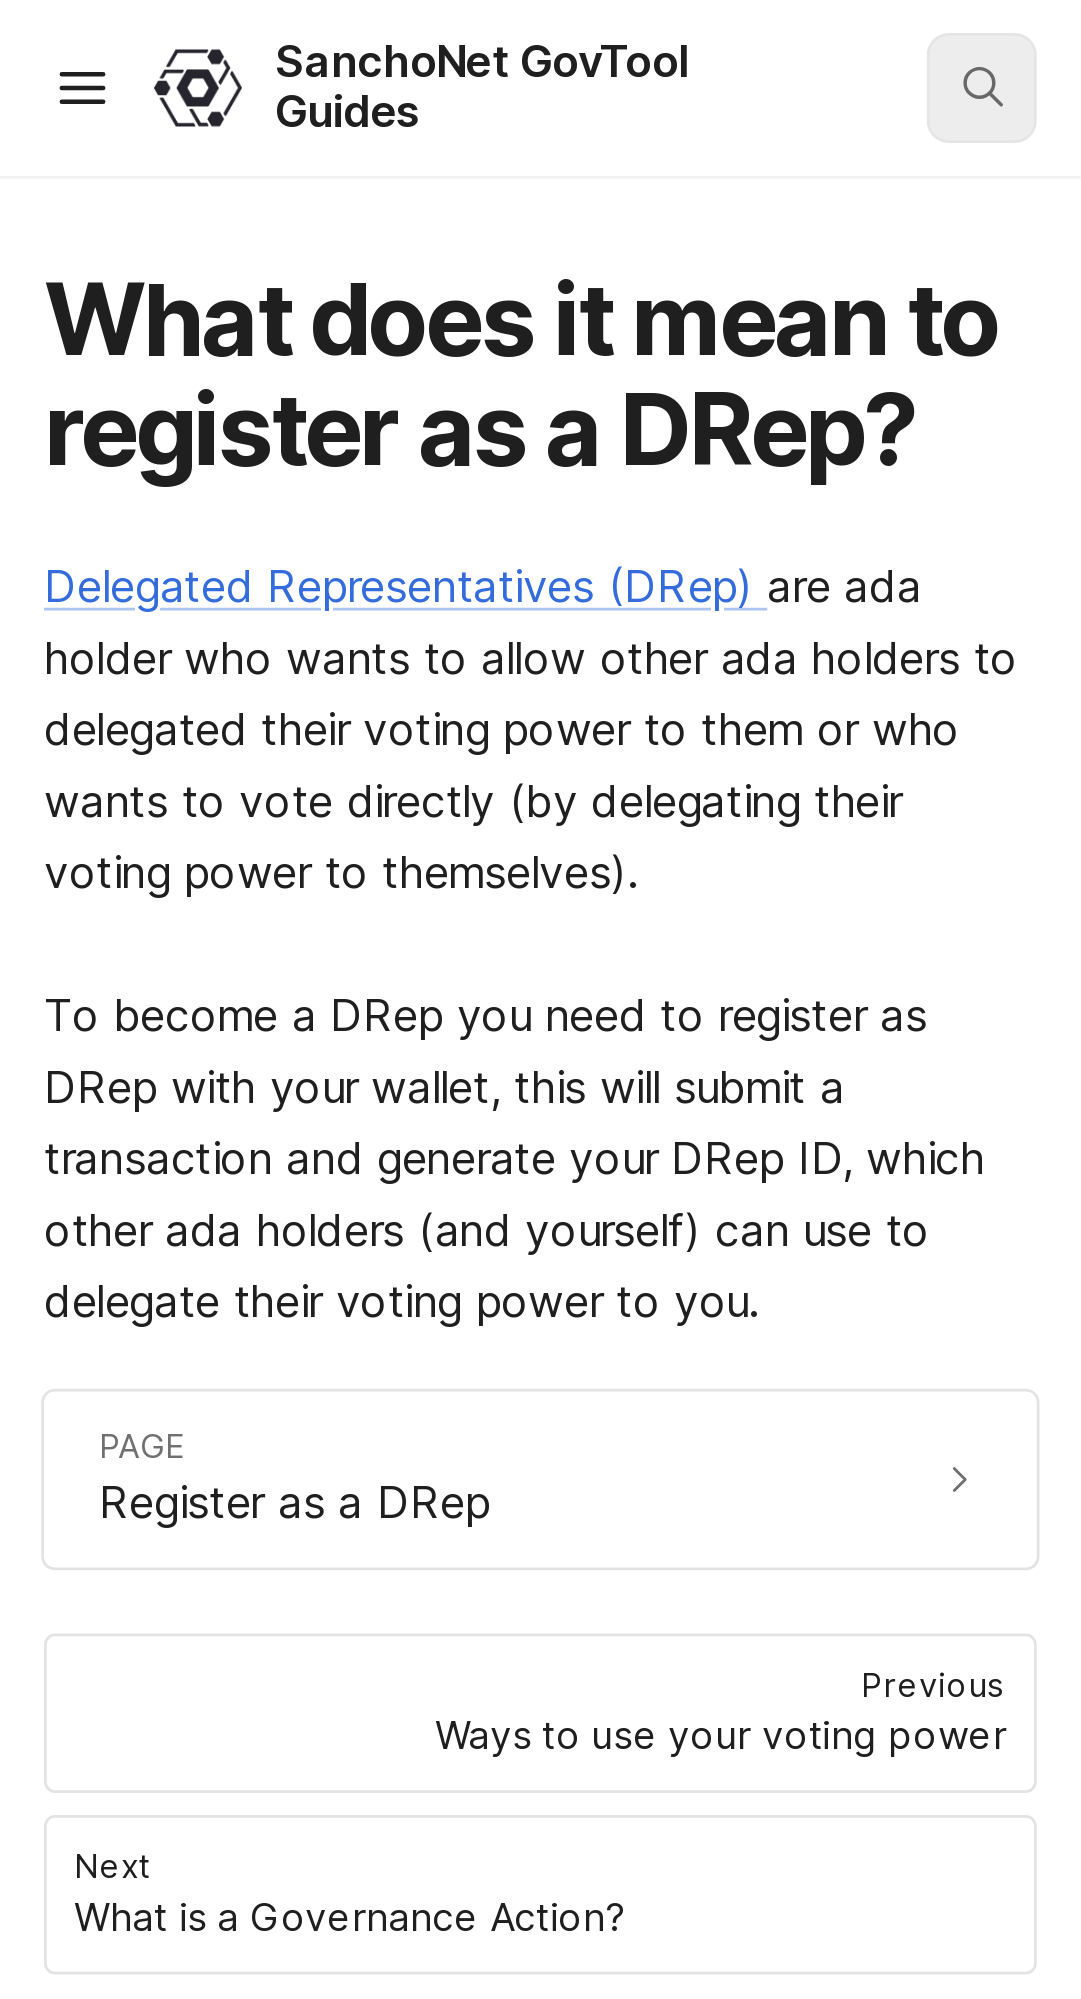 SanchoNet GovTool
Guides
What does it mean to
register as a DRep?
Delegated Representatives (DRep) are ada
holder who wants to allow other ada holders to
delegated their voting power to them or who
wants to vote directly (by delegating their
voting power to themselves).
To become a DRep you need to register as
DRep with your wallet, this will submit a
transaction and generate your DRep ID, which
other ada holders (and yourself) can use to
delegate their voting power to you.
PAGE
Register as a DRep
Previous
Ways to use your voting power
Next
What is a Governance Action?